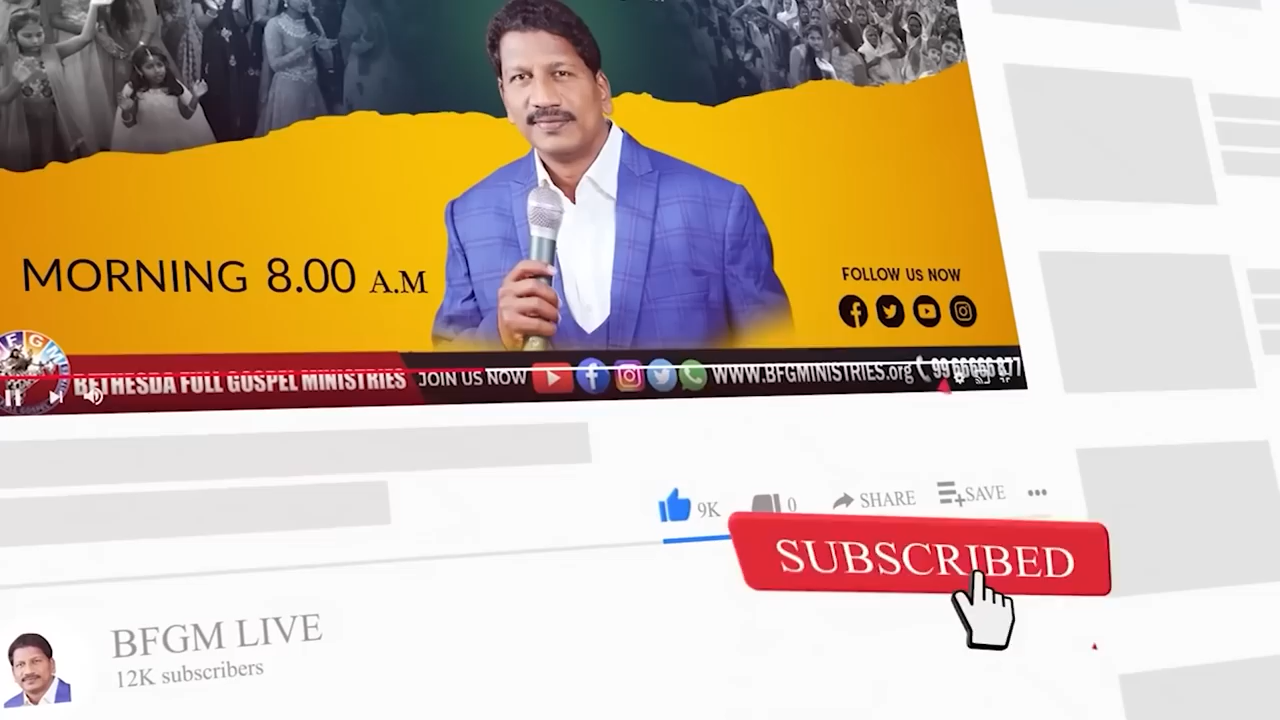 MORNING 8.00 A.M
FOLLOW US NOW
BETHESDA FULL GOSPEL MINISTRIES JOIN US NOW WWW.BFGMINISTRIES.org
9K 0 SHARE SAVE
SUBSCRIBED
BFGM LIVE
12K subscribers